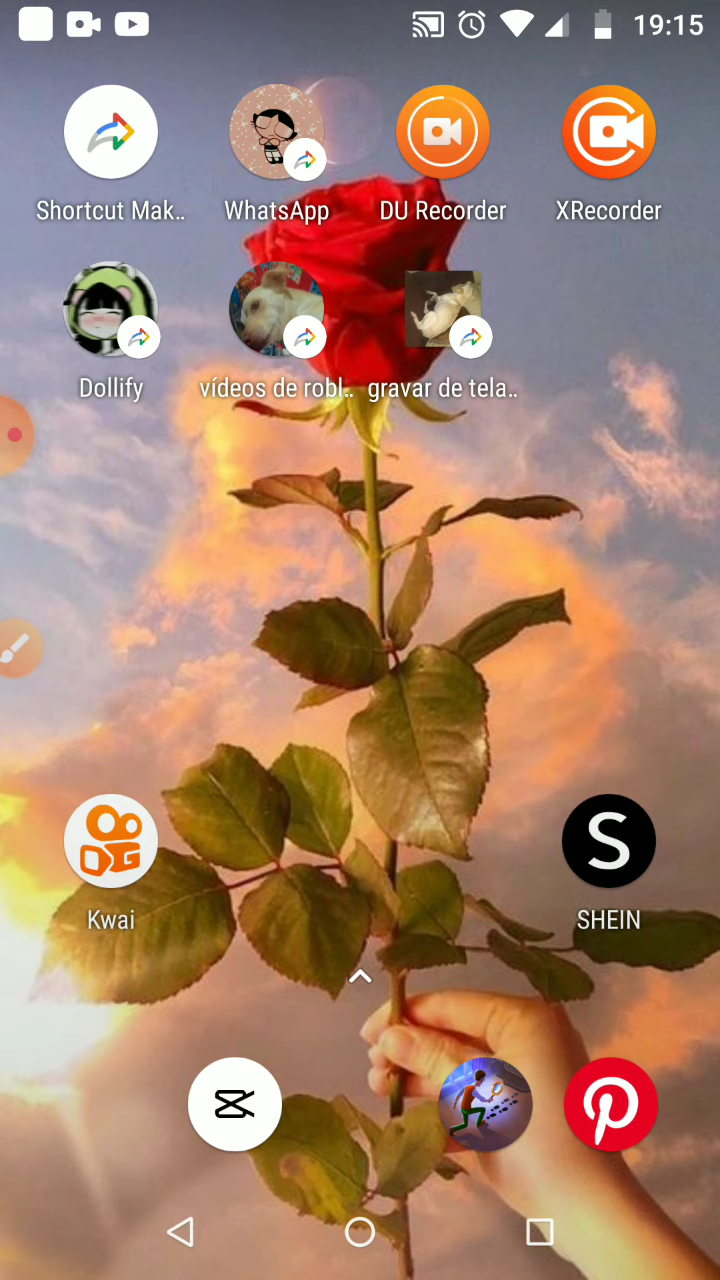 19:15
Shortcut Mak..
WhatsApp
DU Recorder
XRecorder
Dollify
vídeos de robl..
gravar de tela..
Kwai
S
SHEIN